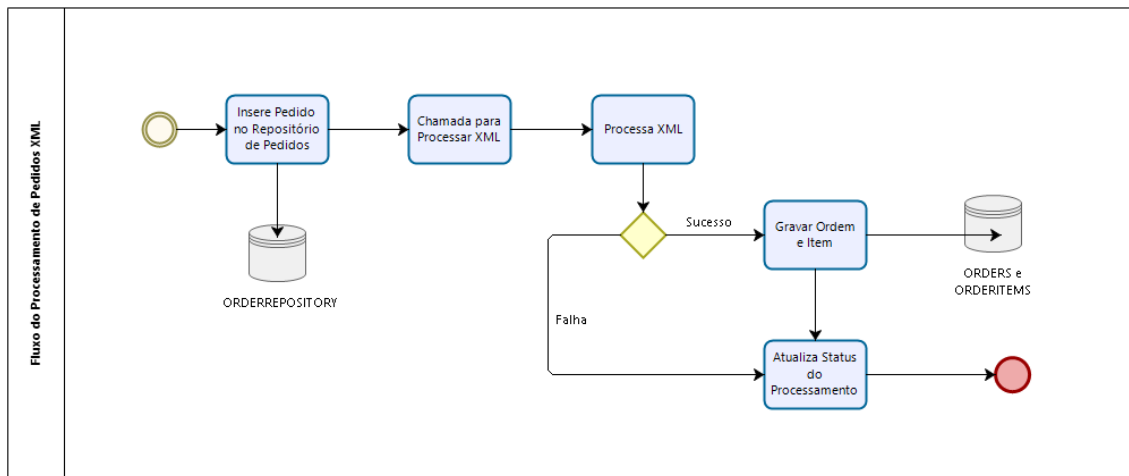 Fluxo do Processamento de Pedidos XML
Insere Pedido
no Repositório
de Pedidos
Chamada para
Processar XML
Processa XML
ORDERREPOSITORY
Sucesso
Gravar Ordem
e Item
ORDERS e
ORDERITEMS
Falha
Atualiza Status
do
Processamento